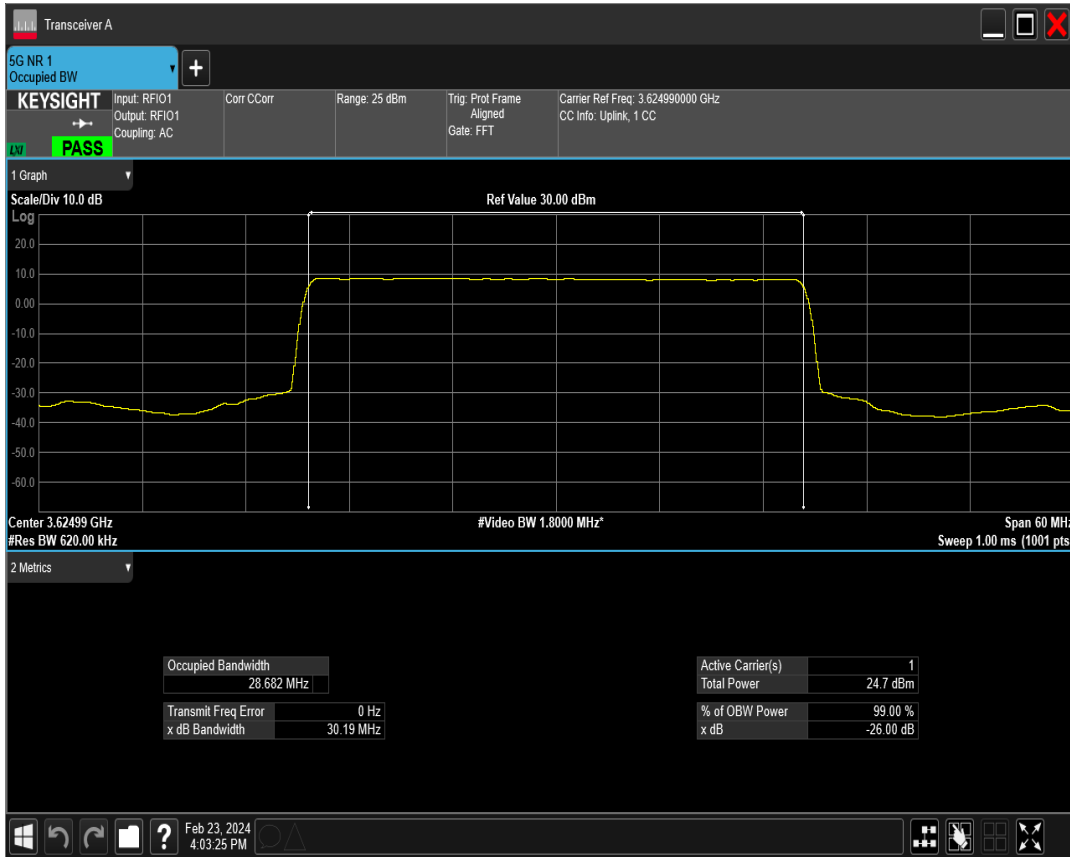 Transceiver A
5G NR 1
Occupied BW
KEYSIGHT
LXI
PASS
Input: RFIO1
Output: RFIO1
Coupling: AC
Corr CCorr
Range: 25 dBm
Trig: Prot Frame
Aligned
Gate: FFT
Carrier Ref Freq: 3.624990000 GHz
CC Info: Uplink, 1 CC
1 Graph
Scale/Div 10.0 dB
Ref Value 30.00 dBm
Log
20.0
10.0
0.00
-10.0
-20.0
-30.0
-40.0
-50.0
-60.0
Center 3.62499 GHz
#Video BW 1.8000 MHz*
Span 60 MHz
#Res BW 620.00 kHz
Sweep 1.00 ms (1001 pts
2 Metrics
Occupied Bandwidth
28.682 MHz
Transmit Freq Error 0 Hz
x dB Bandwidth 30.19 MHz
Active Carrier(s) 1
Total Power 24.7 dBm
% of OBW Power 99.00 %
x dB -26.00 dB
Feb 23, 2024
4:03:25 PM